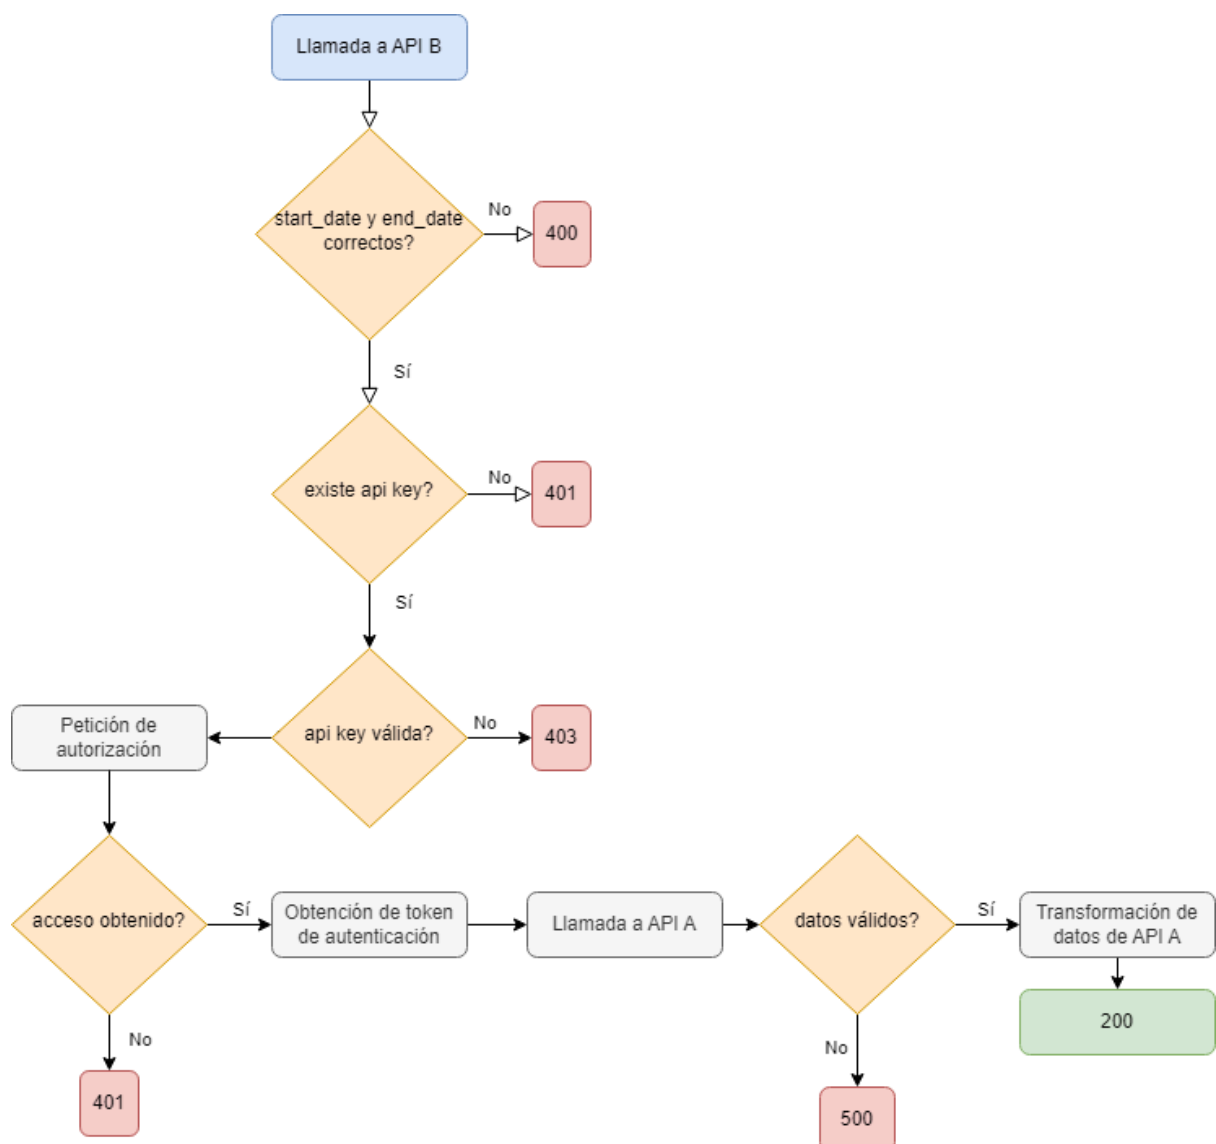 Llamada a API B
start_date y end_date
correctos?
No
400
Sí
existe api key?
No
401
Sí
api key válida?
No
403
Petición de
autorización
acceso obtenido?
Sí
Obtención de token
de autenticación
Llamada a API A
datos válidos?
Sí
Transformación de
datos de API A
200
No
401
No
500